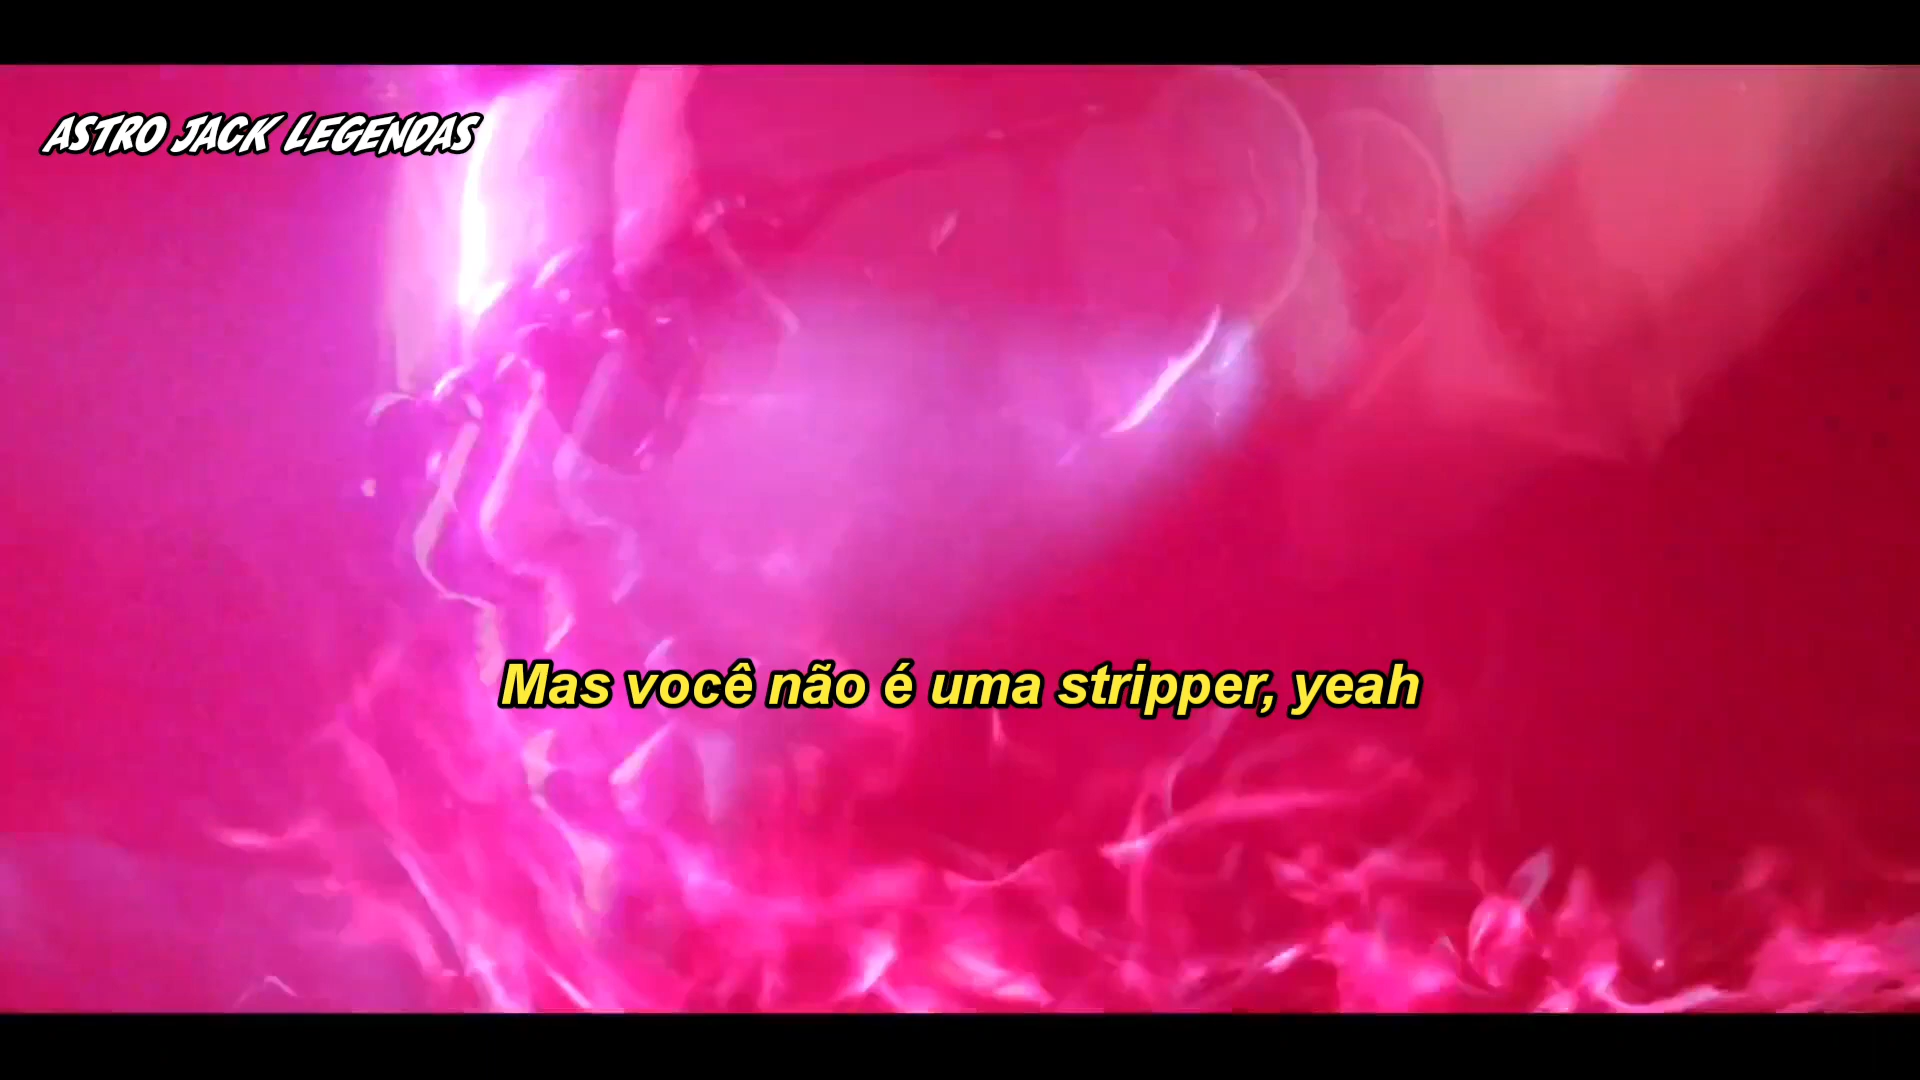 ASTRO JACK LEGENDAS
Mas você não é uma stripper, yeah